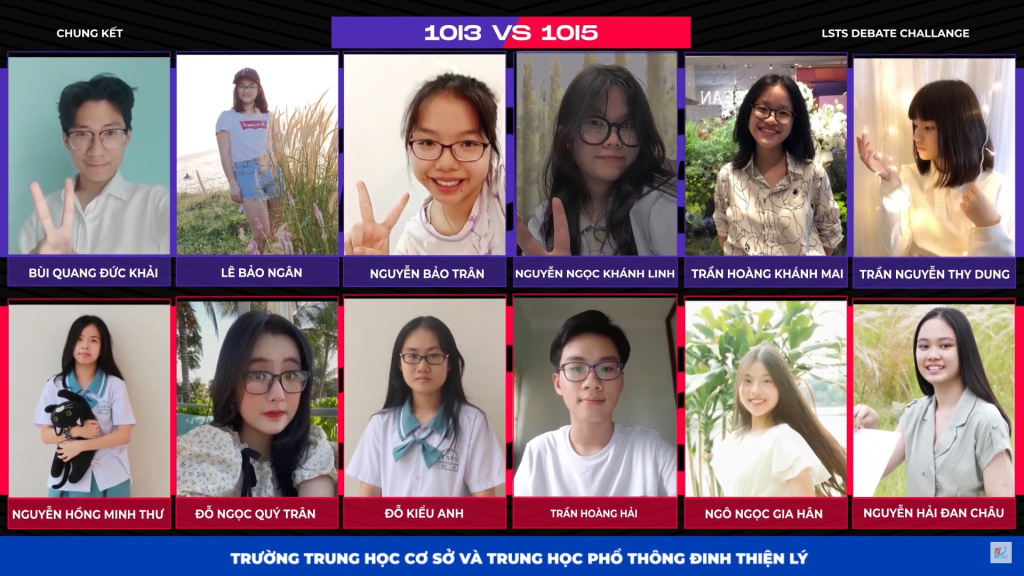 CHUNG KẾT
10I3 VS 10I5
LSTS DEBATE CHALLANGE
BÙI QUANG ĐỨC KHẢI
LÊ BẢO NGÂN
NGUYỄN BẢO TRÂN
NGUYỄN NGỌC KHÁNH LINH
TRẦN HOÀNG KHÁNH MAI
TRẦN NGUYỄN THY DUNG
NGUYỄN HỒNG MINH THƯ
ĐỖ NGỌC QUÝ TRÂN
ĐỖ KIỀU ANH
TRẦN HOÀNG HẢI
NGÔ NGỌC GIA HÂN
NGUYỄN HẢI ĐAN CHÂU
TRƯỜNG TRUNG HỌC CƠ SỞ VÀ TRUNG HỌC PHỔ THÔNG ĐINH THIỆN LÝ